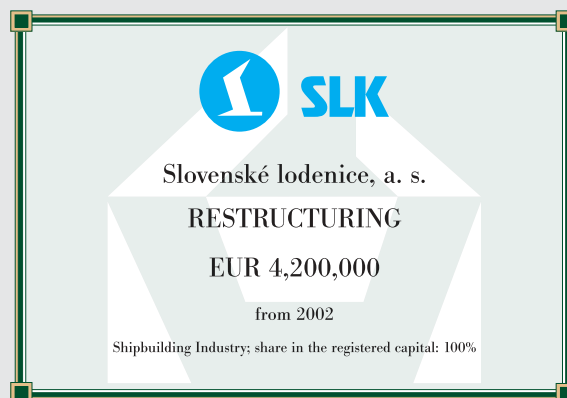 SLK
Slovenské lodenice, a. s.
RESTRUCTURING
EUR 4,200,000
from 2002
Shipbuilding Industry; share in the registered capital: 100%